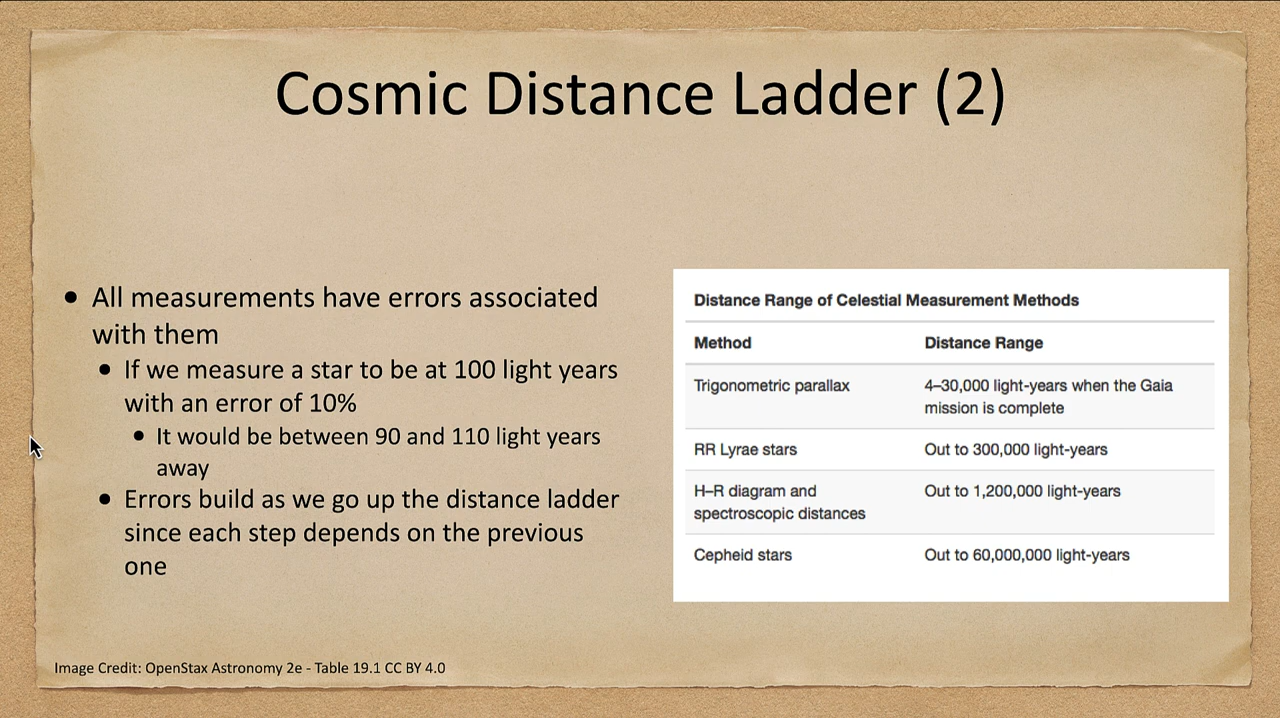 Cosmic Distance Ladder (2)
• All measurements have errors associated
with them
• If we measure a star to be at 100 light years
with an error of 10%
• It would be between 90 and 110 light years
away
• Errors build as we go up the distance ladder
since each step depends on the previous
one
Distance Range of Celestial Measurement Methods
Method Distance Range
Trigonometric parallax 4–30,000 light-years when the Gaia
mission is complete
RR Lyrae stars Out to 300,000 light-years
H–R diagram and Out to 1,200,000 light-years
spectroscopic distances
Cepheid stars Out to 60,000,000 light-years
Image Credit: OpenStax Astronomy 2e - Table 19.1 CC BY 4.0